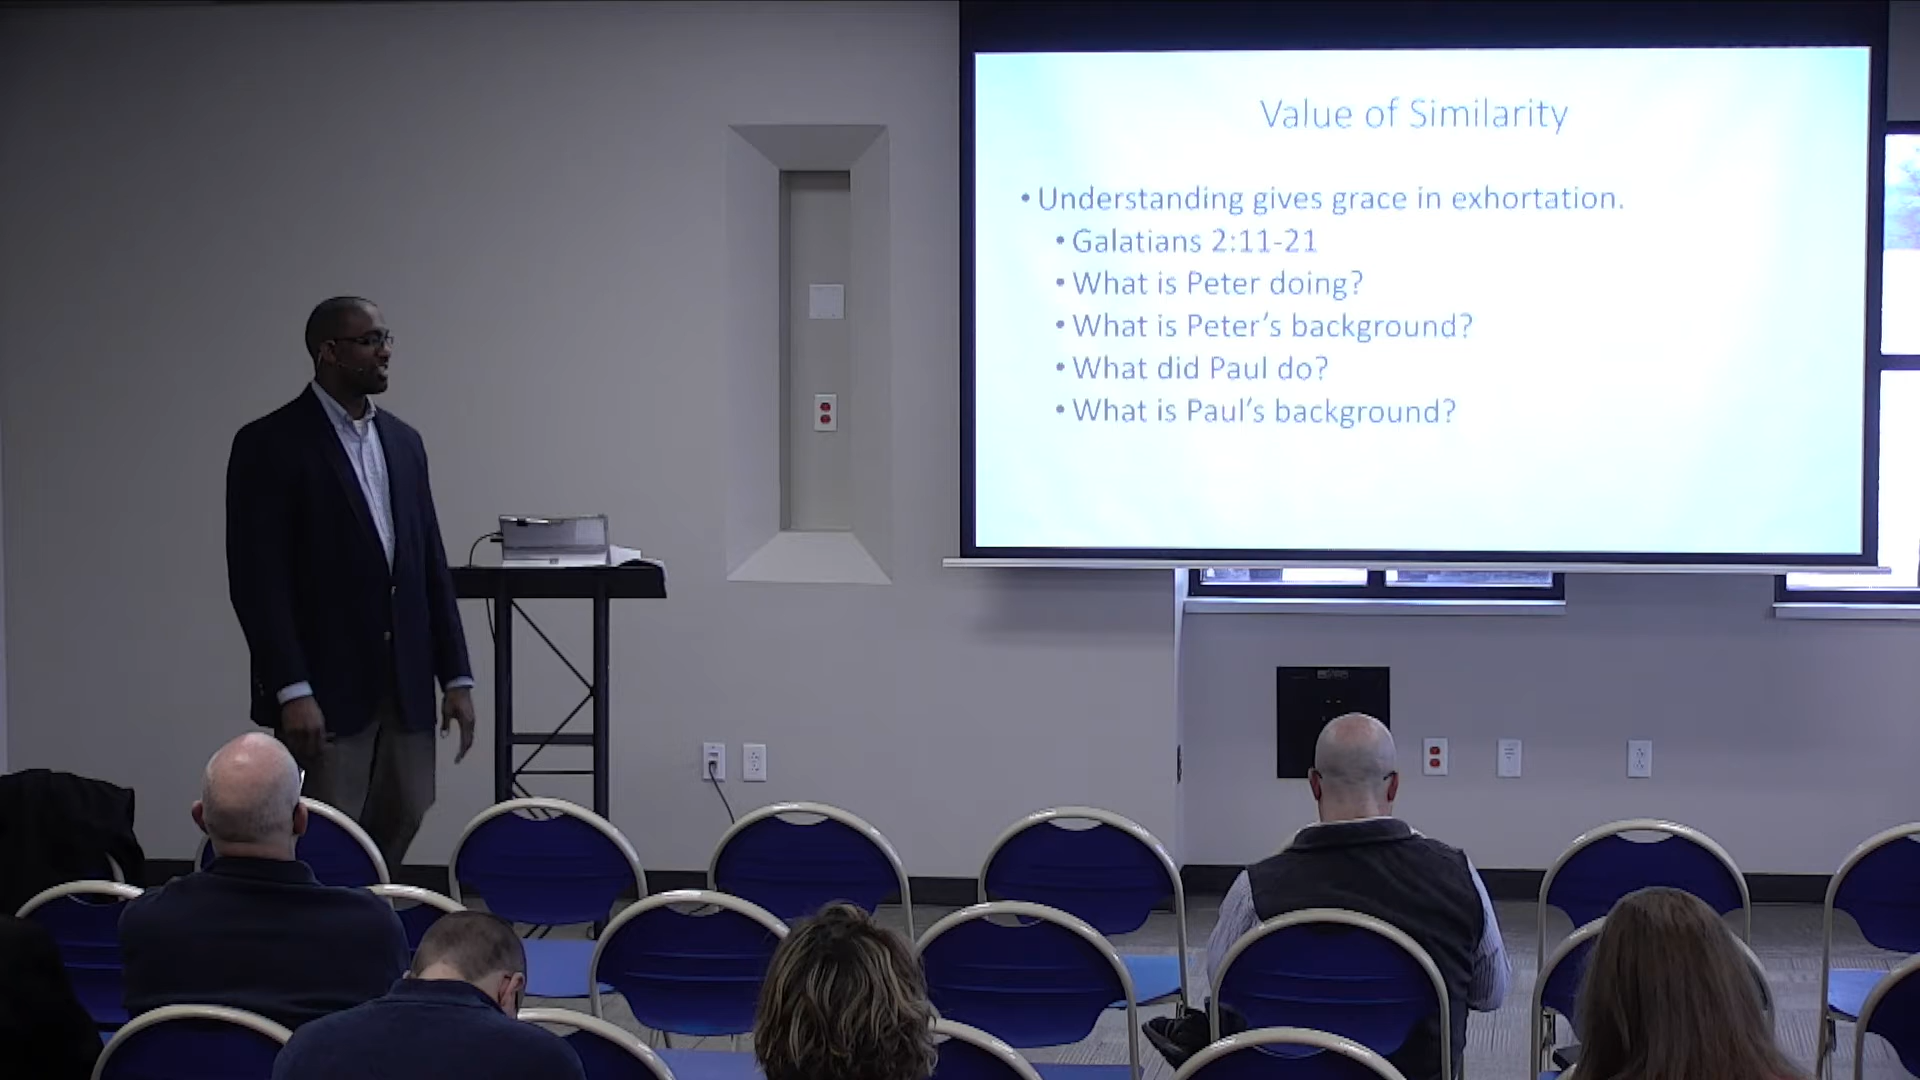 Value of Similarity
• Understanding gives grace in exhortation.
• Galatians 2:11-21
• What is Peter doing?
• What is Peter’s background?
• What did Paul do?
• What is Paul’s background?